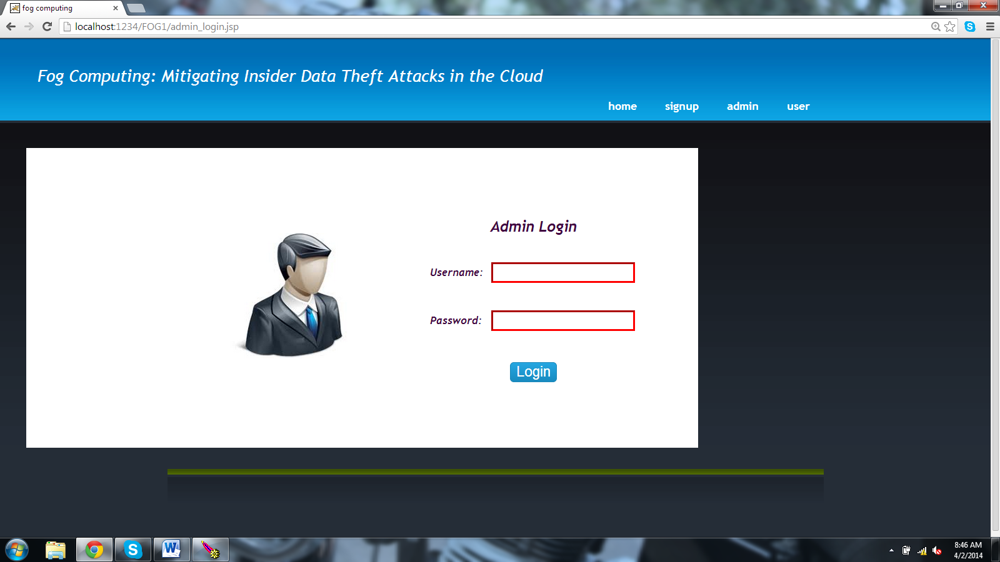 fog computing
localhost:1234/FOG1/admin_login.jsp
Fog Computing: Mitigating Insider Data Theft Attacks in the Cloud
home signup admin user
Admin Login
Username:
Password:
Login
8:46 AM
4/2/2014